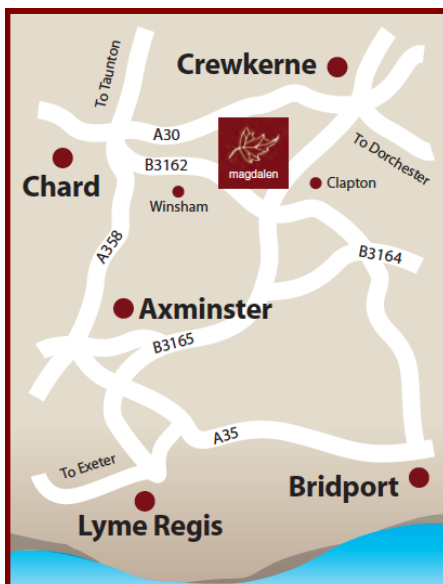 Crewkerne
To Taunton
A30
To Dorchester
B3162
magdalen
Clapton
Chard
Winsham
A358
B3164
Axminster
B3165
A35
To Exeter
Bridport
Lyme Regis